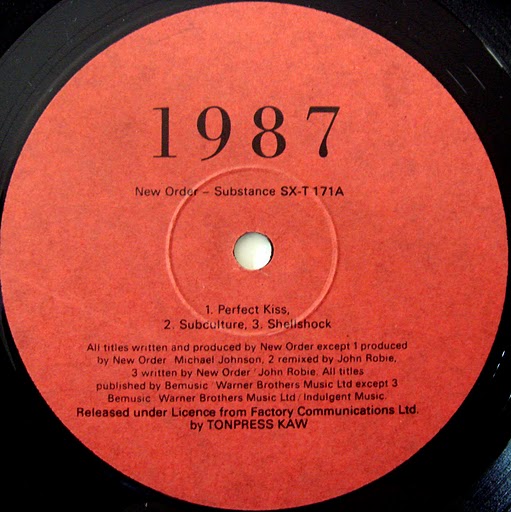 1987
New Order – Substance SX-T 171A
1. Perfect Kiss,
2. Subculture, 3. Shellshock
All titles written and produced by New Order except 1 produced
by New Order Michael Johnson, 2 remixed by John Robie,
3 written by New Order / John Robie. All titles
published by Bemusic / Warner Brothers Music Ltd except 3
Bemusic Warner Brothers Music Ltd / Indulgent Music.
Released under Licence from Factory Communications Ltd.
by TONPRESS KAW